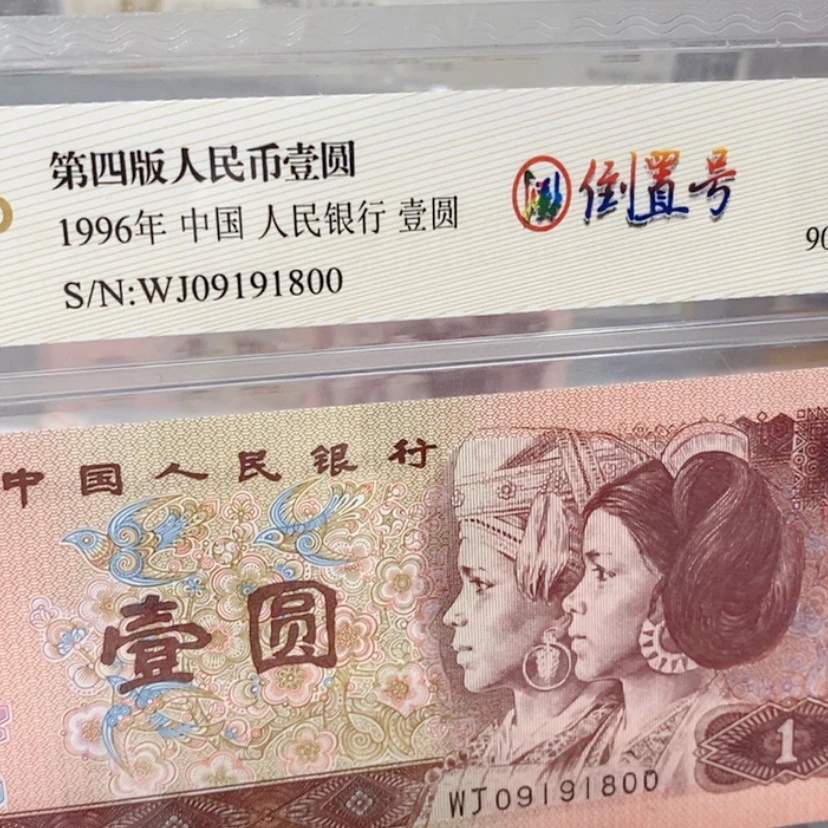 第四版人民币壹圆
1996年 中国 人民银行 壹圆
S/N:WJ09191800
倒置号
90
中国人民银行
壹圆
1
WJ09191800